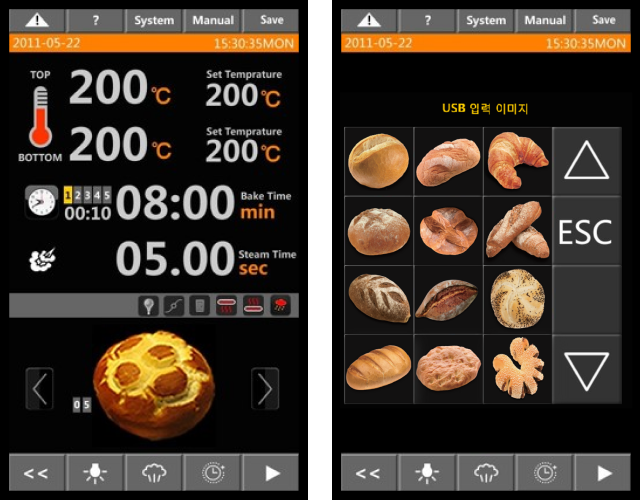 ? System Manual Save
2011-05-22 15:30:35MON
TOP
200℃
Set Temprature
200℃
BOTTOM
200℃
Set Temprature
200℃
1 2 3 4 5
00:10
08:00
Bake Time
min
05.00
Steam Time
sec
0 5
<<
? System Manual Save
2011-05-22 15:30:35MON
USB 입력 이미지
ESC
<<